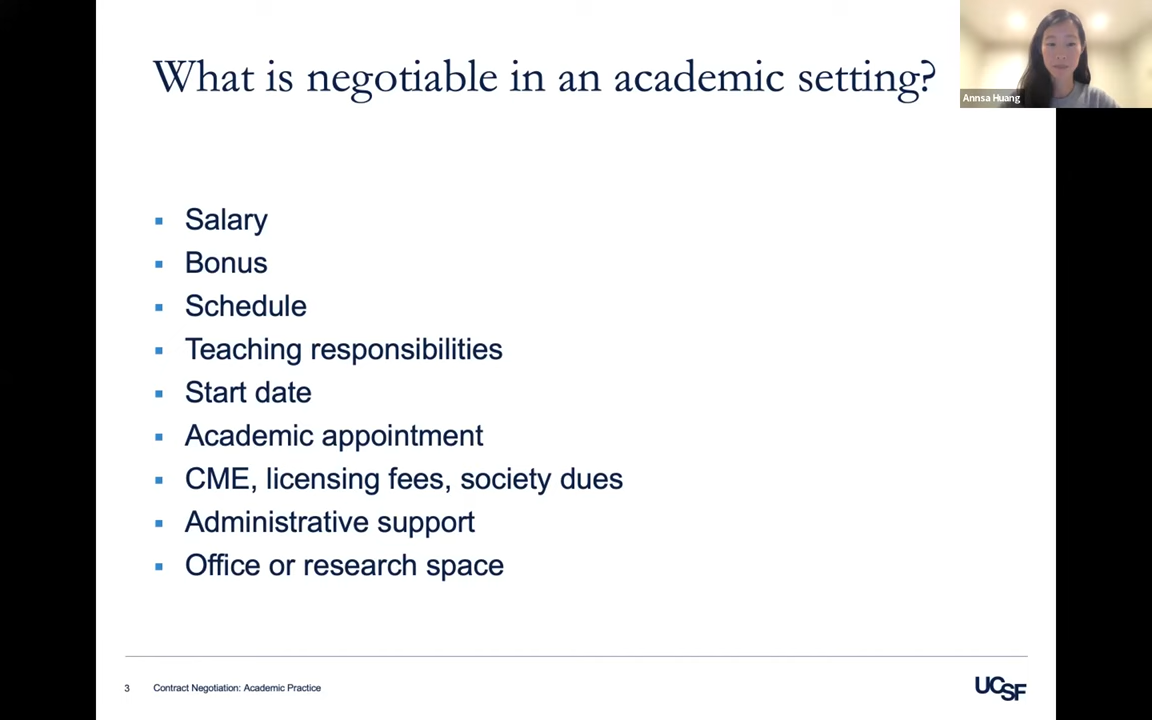 What is negotiable in an academic setting?
Annsa Huang
Salary
Bonus
Schedule
Teaching responsibilities
Start date
Academic appointment
CME, licensing fees, society dues
Administrative support
Office or research space
3 Contract Negotiation: Academic Practice
UCSF